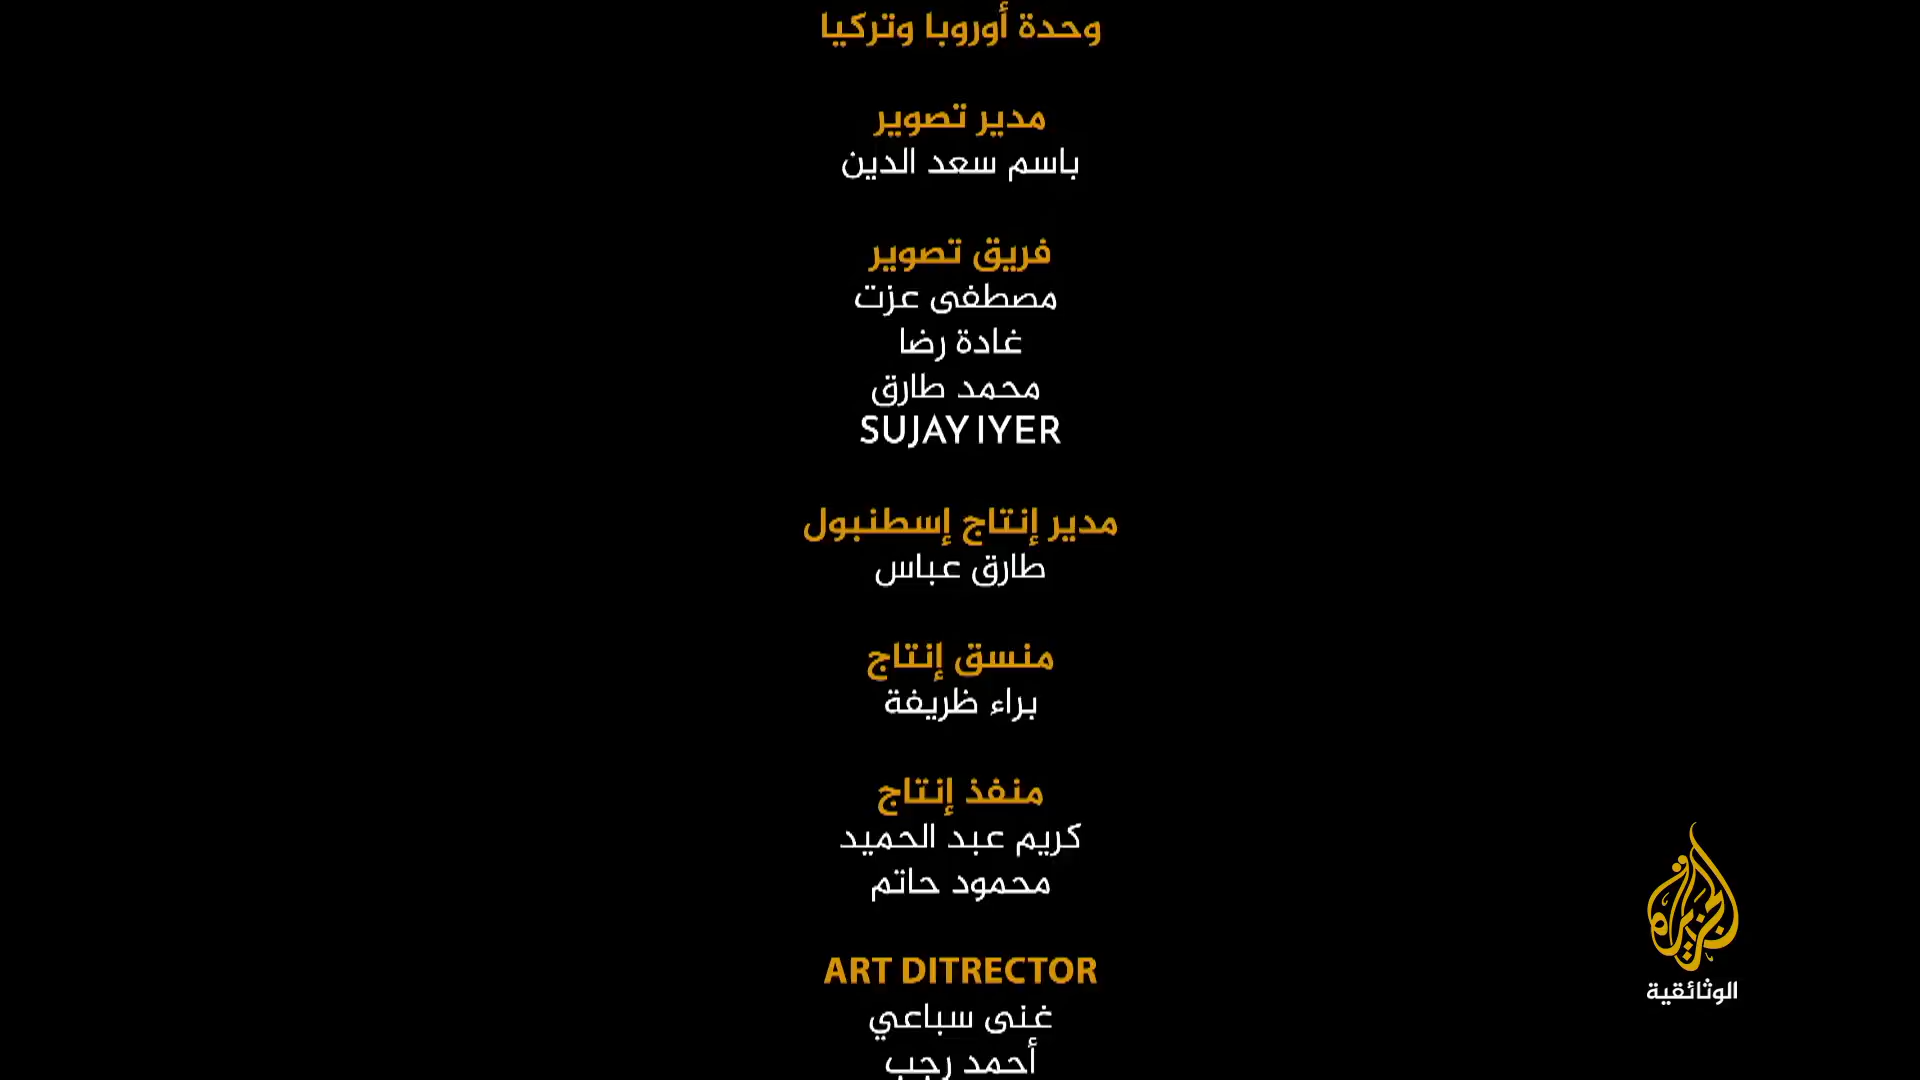 وحدة أوروبا وتركيا
مدير تصوير
باسم سعد الدين
فريق تصوير
مصطفى عزت
غادة رضا
محمد طارق
SUJAY IYER
مدير إنتاج إسطنبول
طارق عباس
منسق إنتاج
براء ظريفة
منفذ إنتاج
كريم عبد الحميد
محمود حاتم
ART DITRECTOR
غنى سباعي
أحمد رجب
الجزيرة
الوثائقية